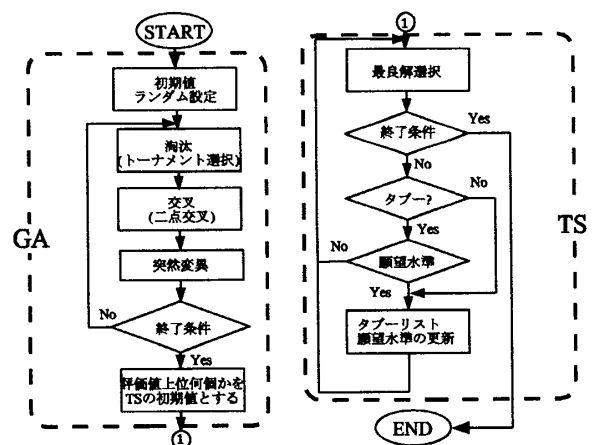 START
初期値
ランダム設定
淘汰
(トーナメント選択)
交叉
(二点交叉)
突然変異
GA
No
終了条件
Yes
評価値上位何個かを
TSの初期値とする
①
①
最良解選択
終了条件
Yes
No
タブー?
No
Yes
TS
No
願望水準
Yes
タブーリスト
願望水準の更新
END